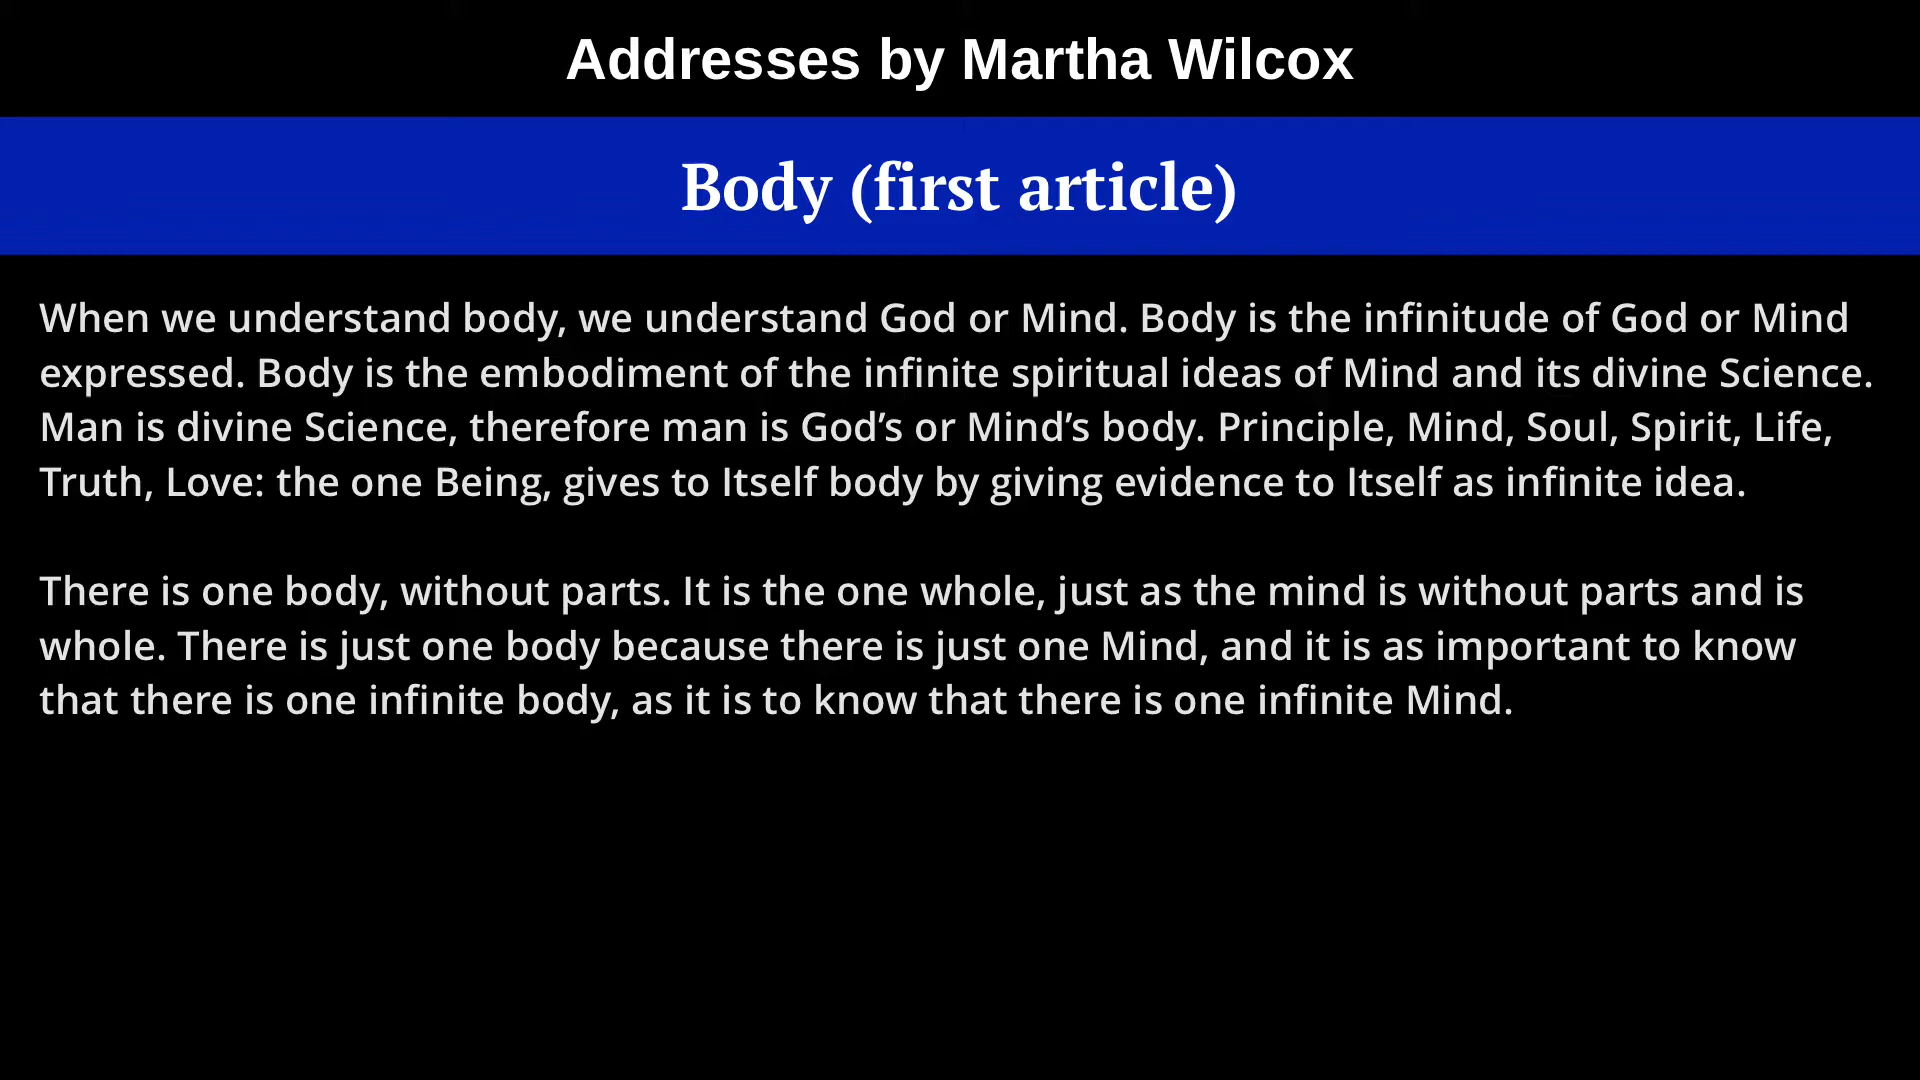 Addresses by Martha Wilcox
Body (first article)
When we understand body, we understand God or Mind. Body is the infinitude of God or Mind
expressed. Body is the embodiment of the infinite spiritual ideas of Mind and its divine Science.
Man is divine Science, therefore man is God’s or Mind’s body. Principle, Mind, Soul, Spirit, Life,
Truth, Love: the one Being, gives to Itself body by giving evidence to Itself as infinite idea.
There is one body, without parts. It is the one whole, just as the mind is without parts and is
whole. There is just one body because there is just one Mind, and it is as important to know
that there is one infinite body, as it is to know that there is one infinite Mind.